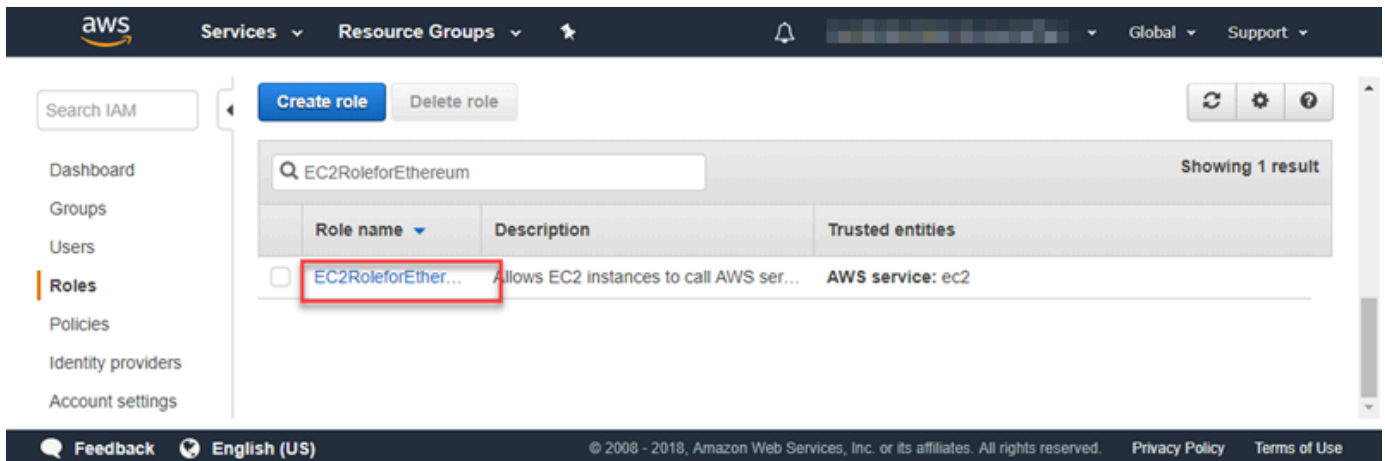 aws Services Resource Groups Global Support
Search IAM Create role Delete role
Dashboard EC2RoleforEthereum Showing 1 result
Groups
Role name Description Trusted entities
Users
EC2RoleforEther... Allows EC2 instances to call AWS ser... AWS service: ec2
Roles
Policies
Identity providers
Account settings
Feedback English (US) © 2008 - 2018, Amazon Web Services, Inc. or its affiliates. All rights reserved. Privacy Policy Terms of Use